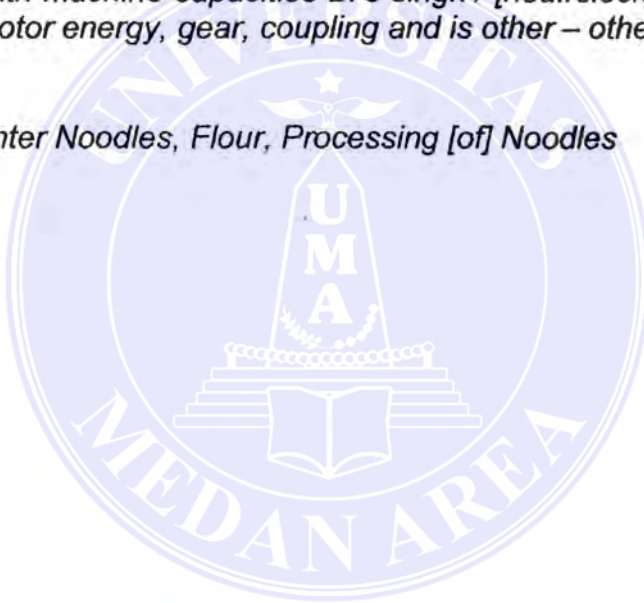 machine capacities
otor energy, gear, coupling and is other – othe
nter Noodles, Flour, Processing [of] Noodles
UNIVERSITAS
UMA
MEDAN AREA